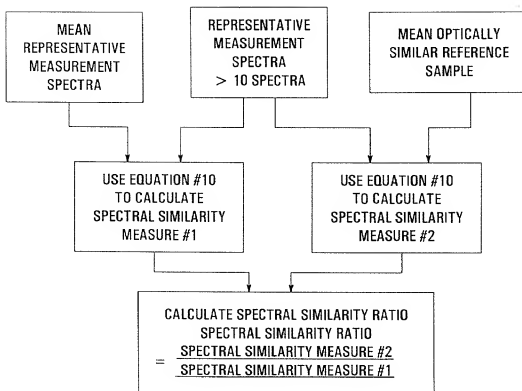 MEAN
REPRESENTATIVE
MEASUREMENT
SPECTRA
REPRESENTATIVE
MEASUREMENT
SPECTRA
> 10 SPECTRA
MEAN OPTICALLY
SIMILAR REFERENCE
SAMPLE
USE EQUATION #10
TO CALCULATE
SPECTRAL SIMILARITY
MEASURE #1
USE EQUATION #10
TO CALCULATE
SPECTRAL SIMILARITY
MEASURE #2
CALCULATE SPECTRAL SIMILARITY RATIO
SPECTRAL SIMILARITY RATIO
= SPECTRAL SIMILARITY MEASURE #2
SPECTRAL SIMILARITY MEASURE #1